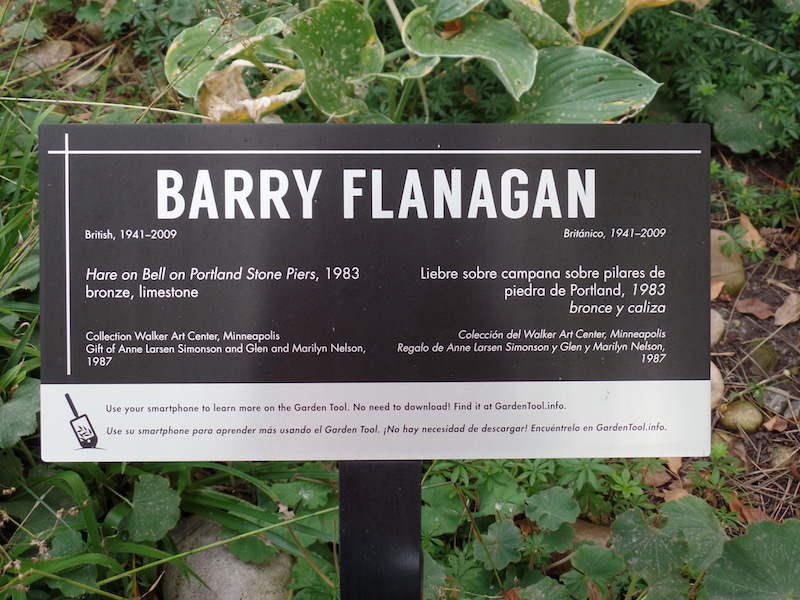 BARRY FLANAGAN
British, 1941–2009
Británico, 1941–2009
Hare on Bell on Portland Stone Piers, 1983
bronze, limestone
Liebre sobre campana sobre pilares de
piedra de Portland, 1983
bronce y caliza
Collection Walker Art Center, Minneapolis
Gift of Anne Larsen Simonson and Glen and Marilyn Nelson,
1987
Colección del Walker Art Center, Minneapolis
Regalo de Anne Larsen Simonson y Glen y Marilyn Nelson,
1987
Use your smartphone to learn more on the Garden Tool. No need to download! Find it at GardenTool.info.
Use su smartphone para aprender más usando el Garden Tool. ¡No hay necesidad de descargar! Encuéntrelo en GardenTool.info.